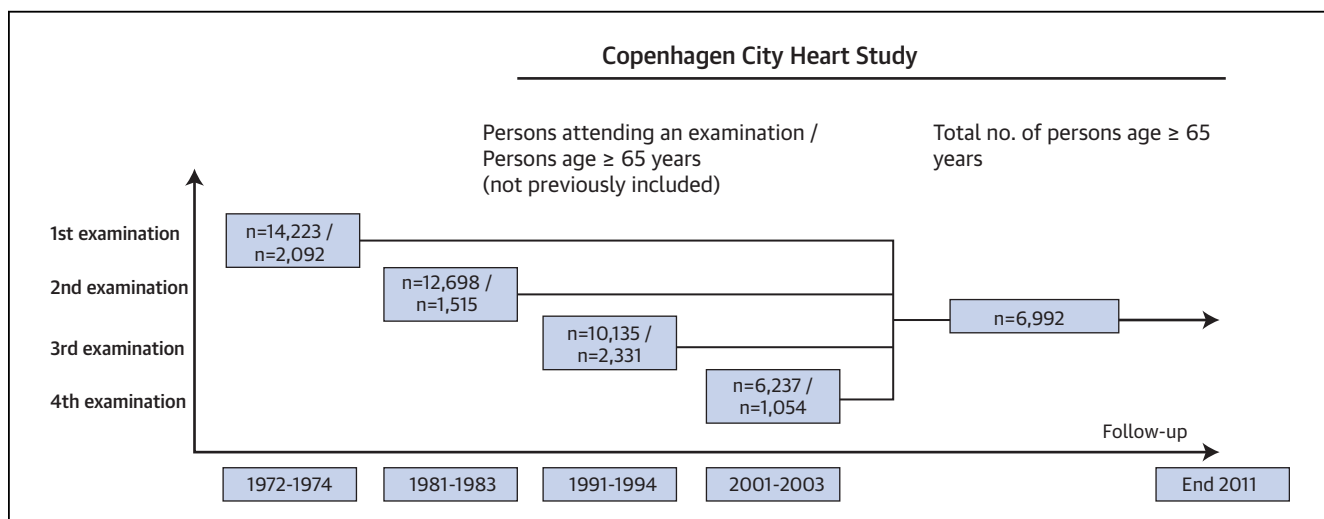 Copenhagen City Heart Study
Persons attending an examination /
Persons age ≥ 65 years
(not previously included)
Total no. of persons age ≥ 65
years
1st examination
n=14,223 /
n=2,092
2nd examination
n=12,698 /
n=1,515
3rd examination
n=10,135 /
n=2,331
4th examination
n=6,237 /
n=1,054
n=6,992
Follow-up
1972-1974
1981-1983
1991-1994
2001-2003
End 2011